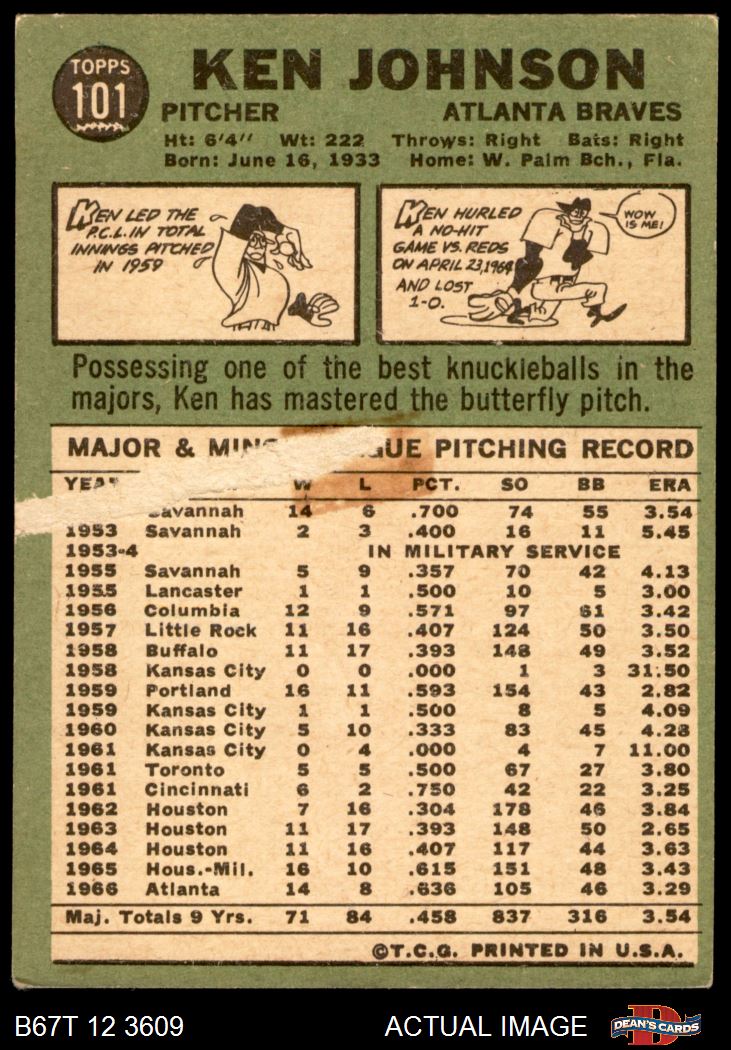 TOPPS
101
KEN JOHNSON
PITCHER ATLANTA BRAVES
Ht: 6'4" Wt: 222 Throws: Right Bats: Right
Born: June 16, 1933 Home: W. Palm Bch., Fla.
KEN LED THE
P.C.L. IN TOTAL
INNINGS PITCHED
IN 1959
KEN HURLED
A NO-HIT
GAME VS. REDS
ON APRIL 23, 1964
AND LOST
1-0.
WOW
IS ME!
Possessing one of the best knuckleballs in the
majors, Ken has mastered the butterfly pitch.
MAJOR & PITCHING RECORD
W L PCT. SO BB ERA
Savannah 14 6 .700 74 55 3.54
1953 Savannah 2 3 .400 16 11 5.45
1953-4 IN MILITARY SERVICE
1955 Savannah 5 9 .357 70 42 4.13
1955 Lancaster 1 1 .500 10 5 3.00
1956 Columbia 12 9 .571 97 61 3.42
1957 Little Rock 11 16 .407 124 50 3.50
1958 Buffalo 11 17 .393 148 49 3.52
1958 Kansas City 0 0 .000 1 3 31.50
1959 Portland 16 11 .593 154 43 2.82
1959 Kansas City 1 1 .500 8 5 4.09
1960 Kansas City 5 10 .333 83 45 4.28
1961 Kansas City 0 4 .000 4 7 11.00
1961 Toronto 5 5 .500 67 27 3.80
1961 Cincinnati 6 2 .750 42 22 3.25
1962 Houston 7 16 .304 178 46 3.84
1963 Houston 11 17 .393 148 50 2.65
1964 Houston 11 16 .407 117 44 3.63
1965 Hous.-Mil. 16 10 .615 151 48 3.43
1966 Atlanta 14 8 .636 105 46 3.29
Maj. Totals 9 Yrs. 71 84 .458 837 316 3.54
©T.C.G. PRINTED IN U.S.A.
B67T 12 3609 ACTUAL IMAGE DEAN'S CARDS